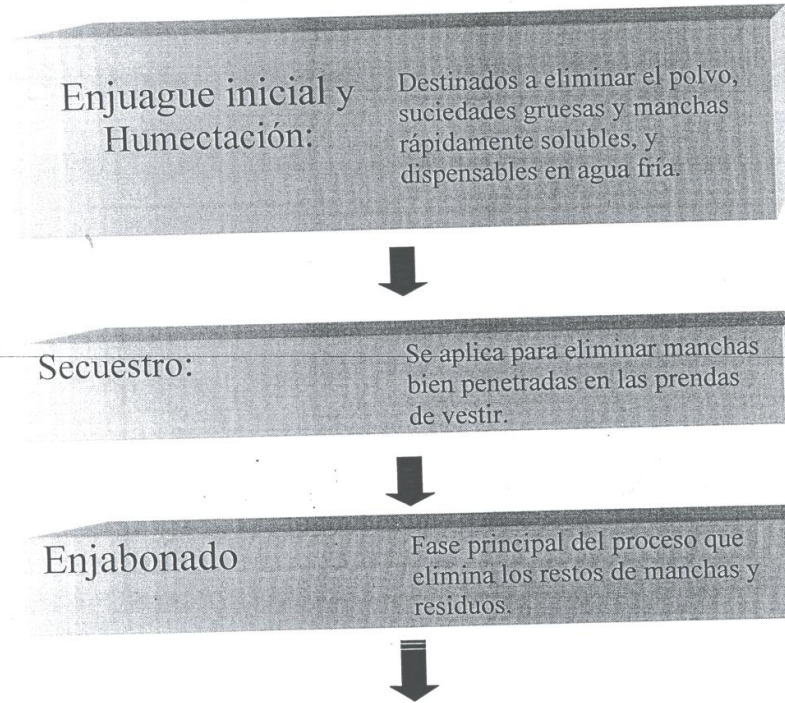 Enjuague inicial y
Humectación:
Destinados a eliminar el polvo,
suciedades gruesas y manchas
rápidamente solubles, y
dispensables en agua fría.
Secuestro:
Se aplica para eliminar manchas
bien penetradas en las prendas
de vestir.
Enjabonado
Fase principal del proceso que
elimina los restos de manchas y
residuos.